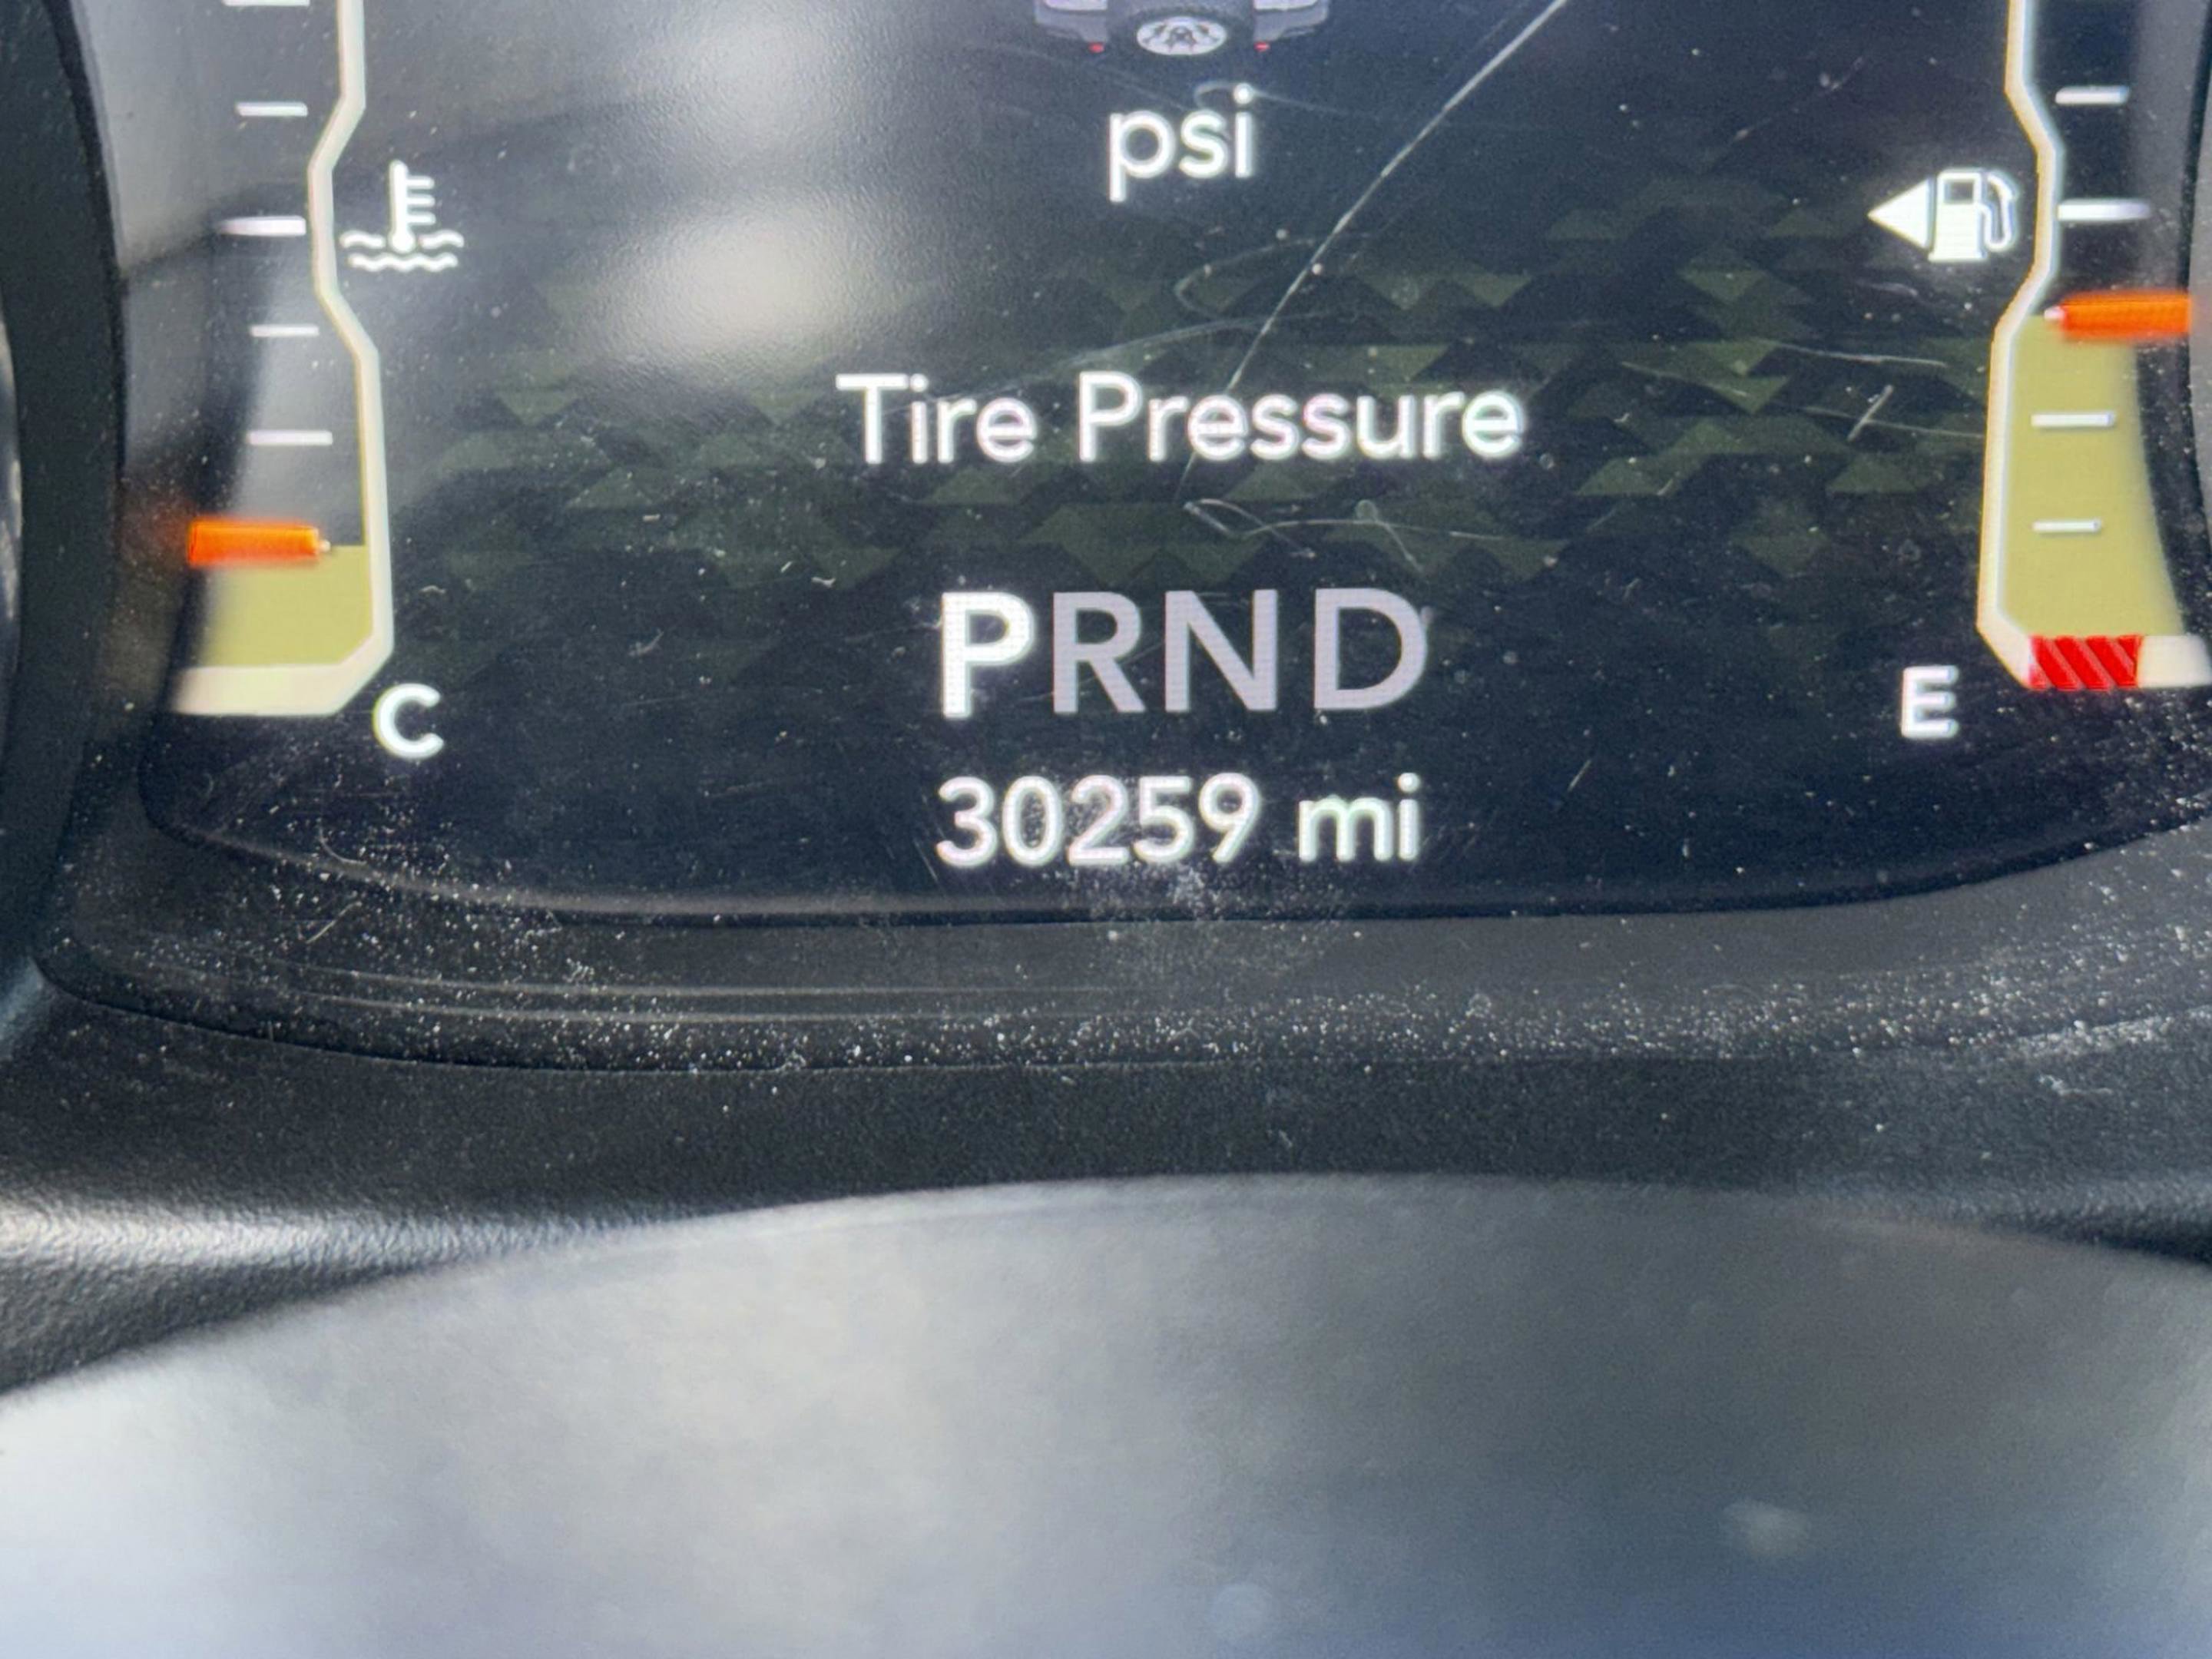 psi
Tire Pressure
PRND
C
E
30259 mi